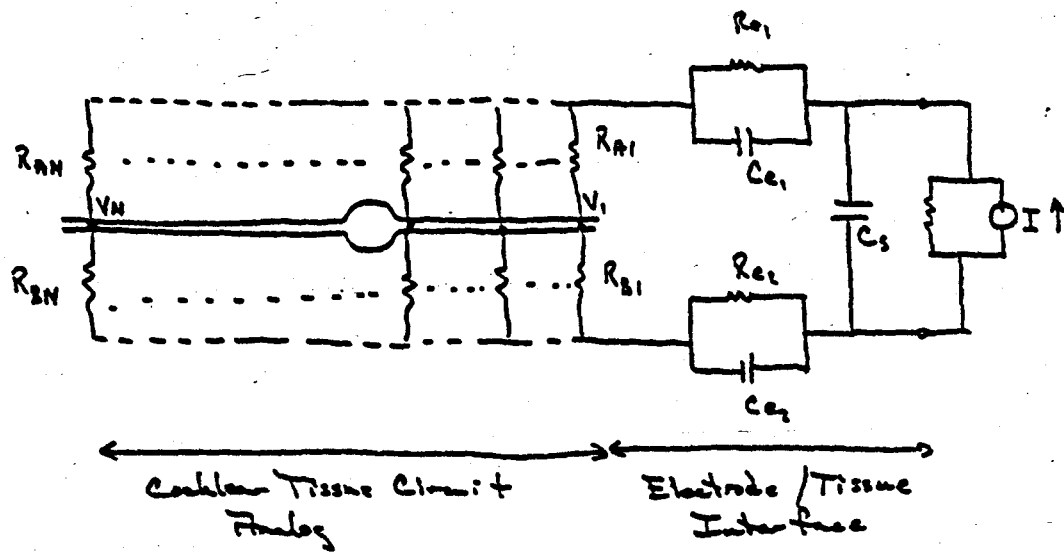 Re₁
RAN
RA1
Ce₁
VN
V₁
Cs
I ↑
RBN
RB1
Re₂
Ce₂
Cochlear Tissue Circuit
Analog
Electrode / Tissue
Interface